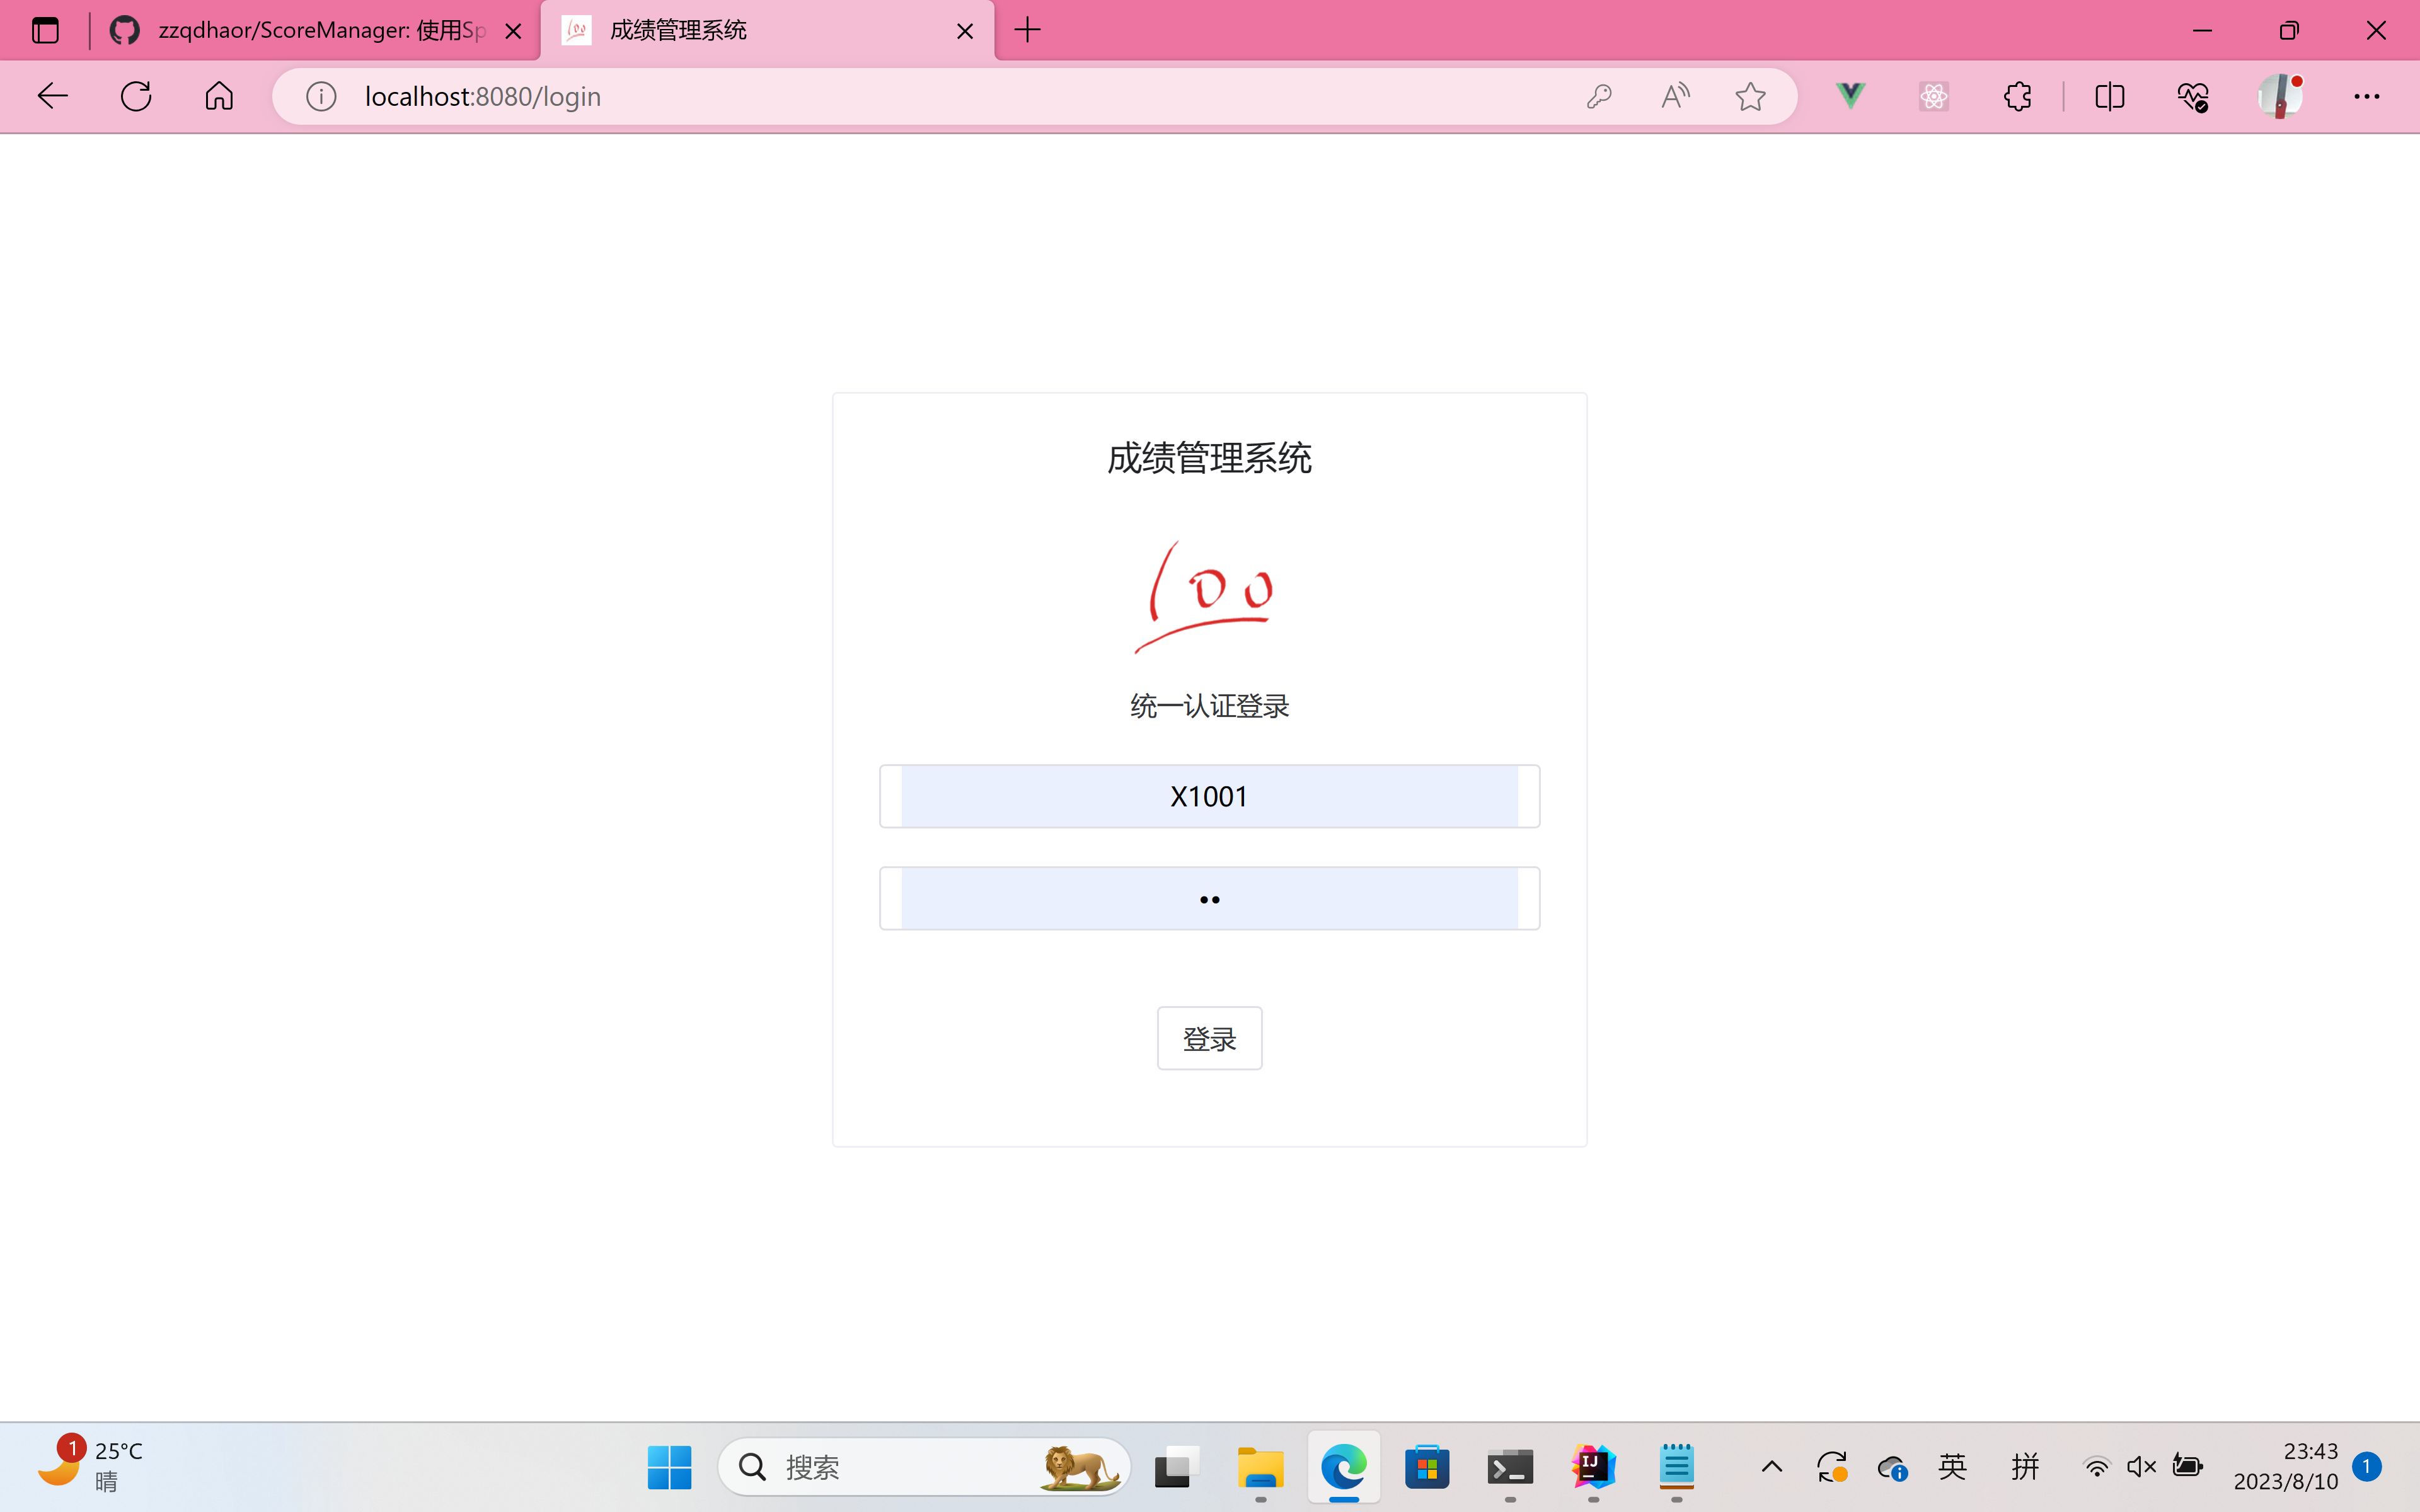 zzqdhaor/ScoreManager: 使用Sp
成绩管理系统
localhost:8080/login
成绩管理系统
100
统一认证登录
X1001
••
登录
1
25°C
晴
搜索
英
拼
23:43
2023/8/10
1